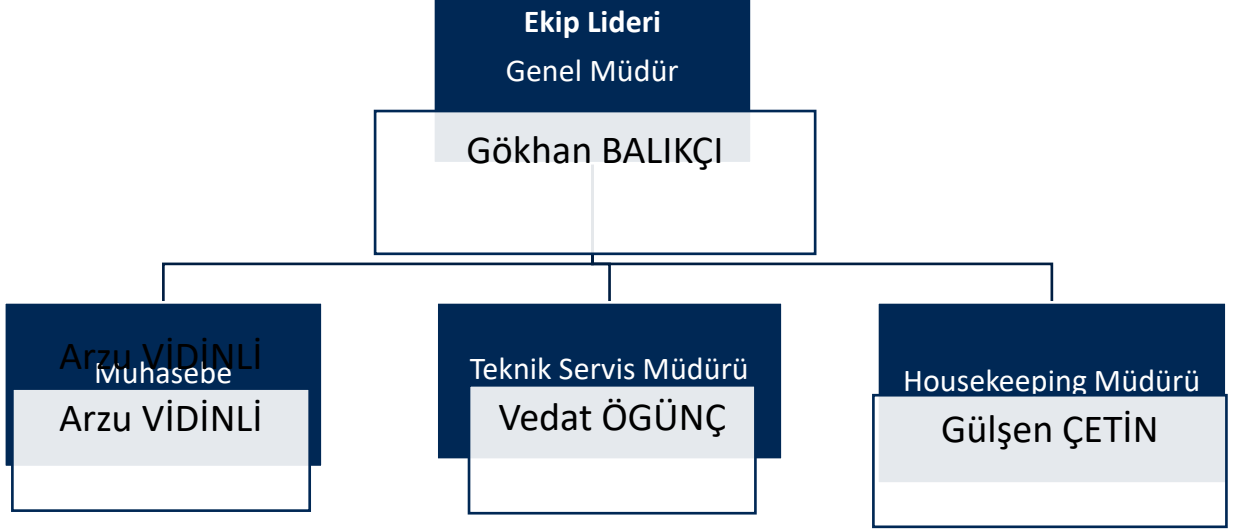 Ekip Lideri
Genel Müdür
Gökhan BALIKÇI
Arzu VİDİNLİ
Muhasebe
Arzu VİDİNLİ
Teknik Servis Müdürü
Vedat ÖGÜNÇ
Housekeeping Müdürü
Gülşen ÇETİN